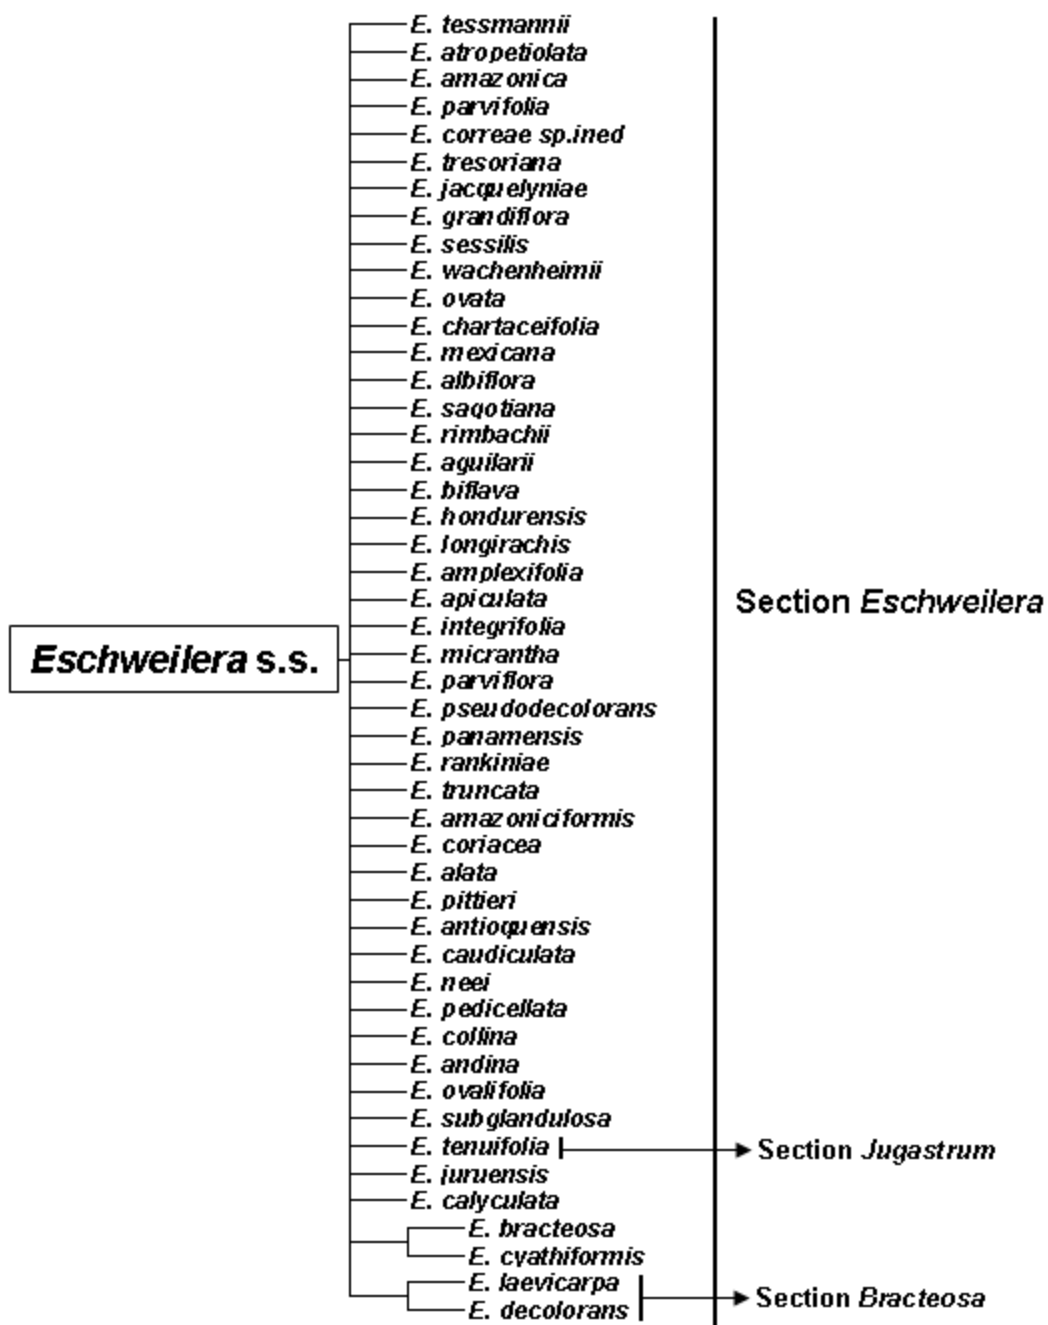 E. tessmannii
E. atropetiolata
E. amazonica
E. parvifolia
E. correae sp.ined
E. tresoriana
E. jacquelyniae
E. grandiflora
E. sessilis
E. wachenheimii
E. ovata
E. chartaceifolia
E. mexicana
E. albiflora
E. sagotiana
E. rimbachii
E. aguilarii
E. biflava
E. hondurensis
E. longirachis
E. amplexifolia
E. apiculata
Section Eschweilera
E. integrifolia
Eschweilera s.s.
E. micrantha
E. parviflora
E. pseudodecolorans
E. panamensis
E. rankiniae
E. truncata
E. amazoniciformis
E. coriacea
E. alata
E. pittieri
E. antioquensis
E. caudiculata
E. neei
E. pedicellata
E. collina
E. andina
E. ovalifolia
E. subglandulosa
E. tenuifolia
Section Jugastrum
E. juruensis
E. calyculata
E. bracteosa
E. cyathiformis
E. laevicarpa
E. decolorans
Section Bracteosa